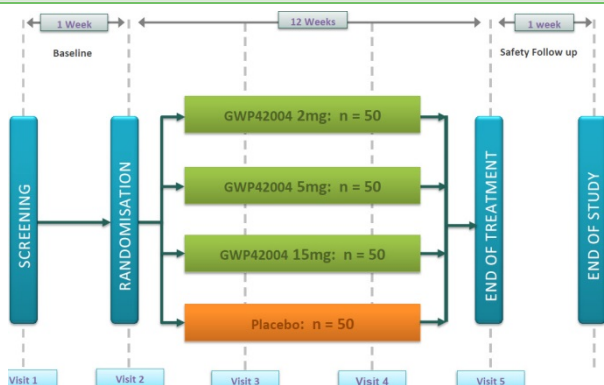 1 Week
12 Weeks
1 week
Baseline
Safety Follow up
SCREENING
RANDOMISATION
GWP42004 2mg: n = 50
GWP42004 5mg: n = 50
GWP42004 15mg: n = 50
Placebo: n = 50
END OF TREATMENT
END OF STUDY
Visit 1
Visit 2
Visit 3
Visit 4
Visit 5